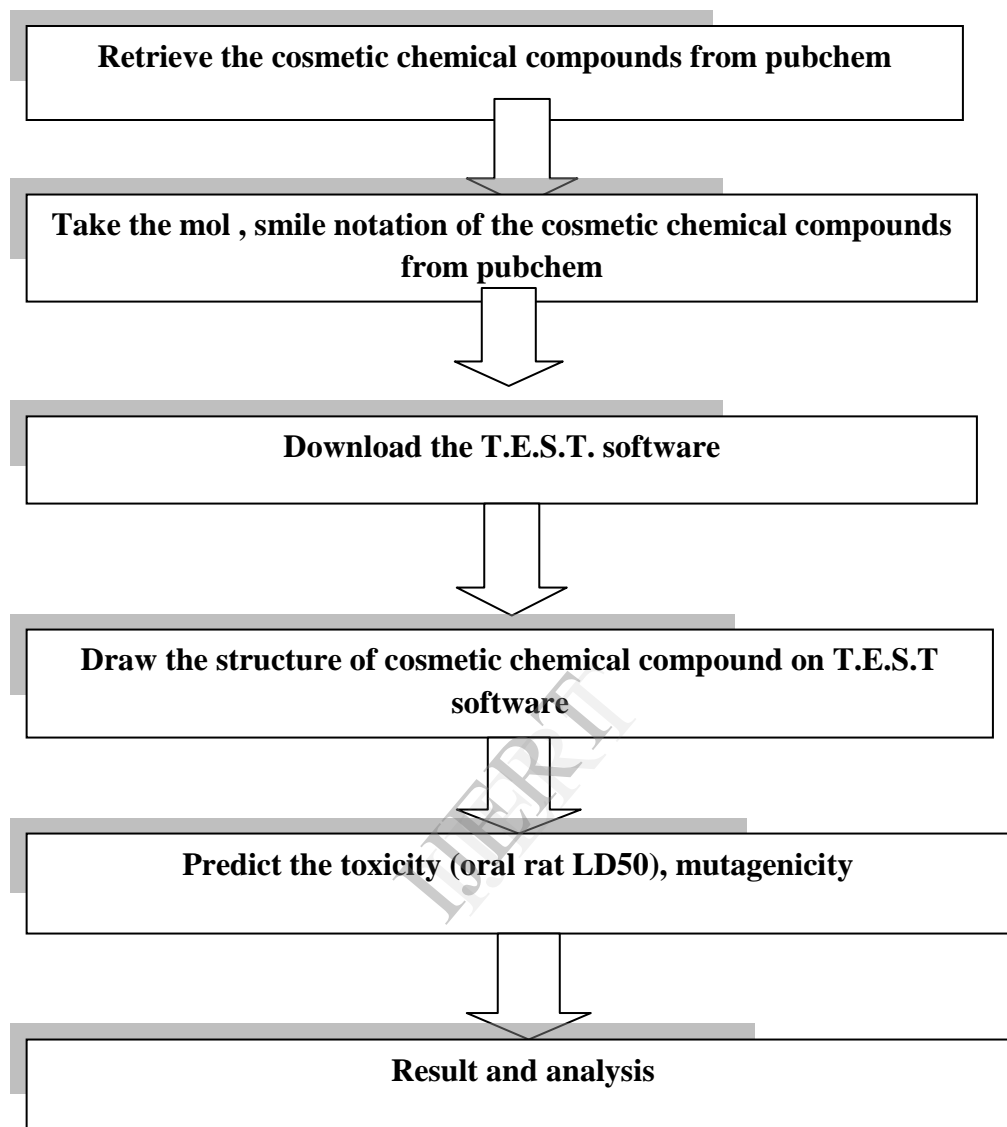 Retrieve the cosmetic chemical compounds from pubchem
Take the mol , smile notation of the cosmetic chemical compounds
from pubchem
Download the T.E.S.T. software
Draw the structure of cosmetic chemical compound on T.E.S.T
software
IJERT
Predict the toxicity (oral rat LD50), mutagenicity
Result and analysis